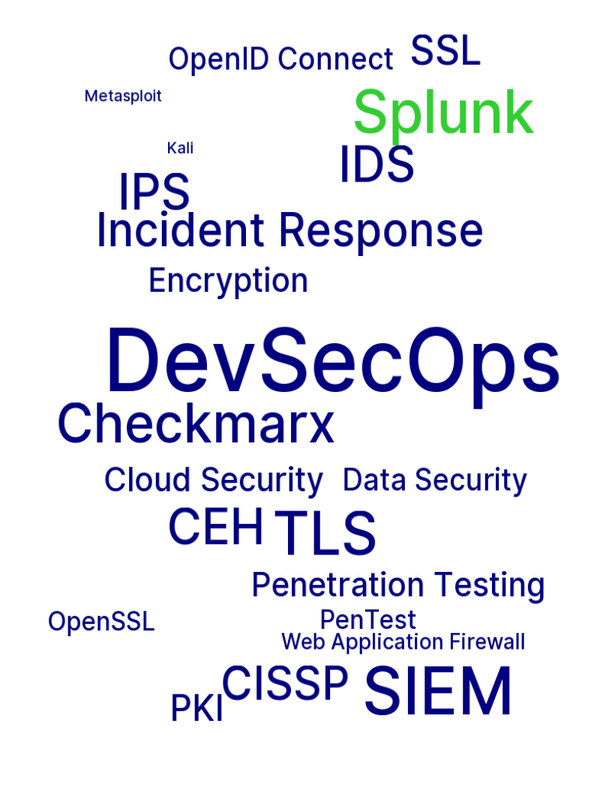 OpenID Connect SSL
Metasploit
Splunk
Kali
IDS
IPS
Incident Response
Encryption
DevSecOps
Checkmarx
Cloud Security Data Security
CEH TLS
Penetration Testing
OpenSSL PenTest
Web Application Firewall
CISSP SIEM
PKI